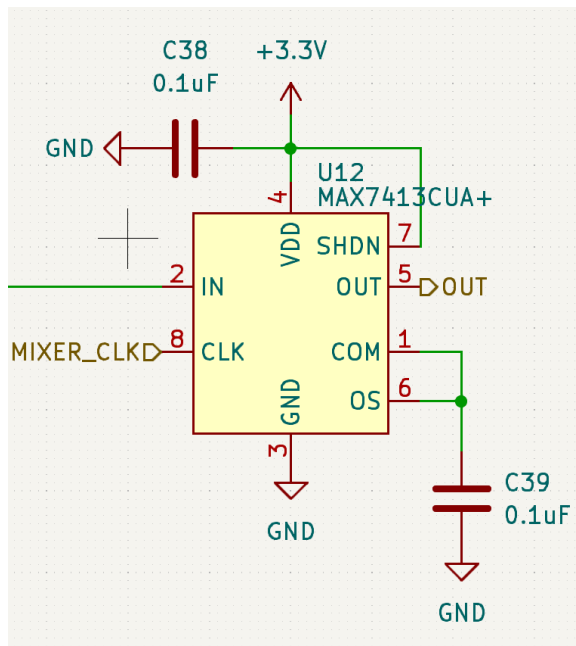 C38
0.1uF
+3.3V
GND
U12
MAX7413CUA+
4
VDD
SHDN
7
2
IN
OUT
5
OUT
MIXER_CLK
8
CLK
COM
1
GND
OS
6
3
GND
C39
0.1uF
GND